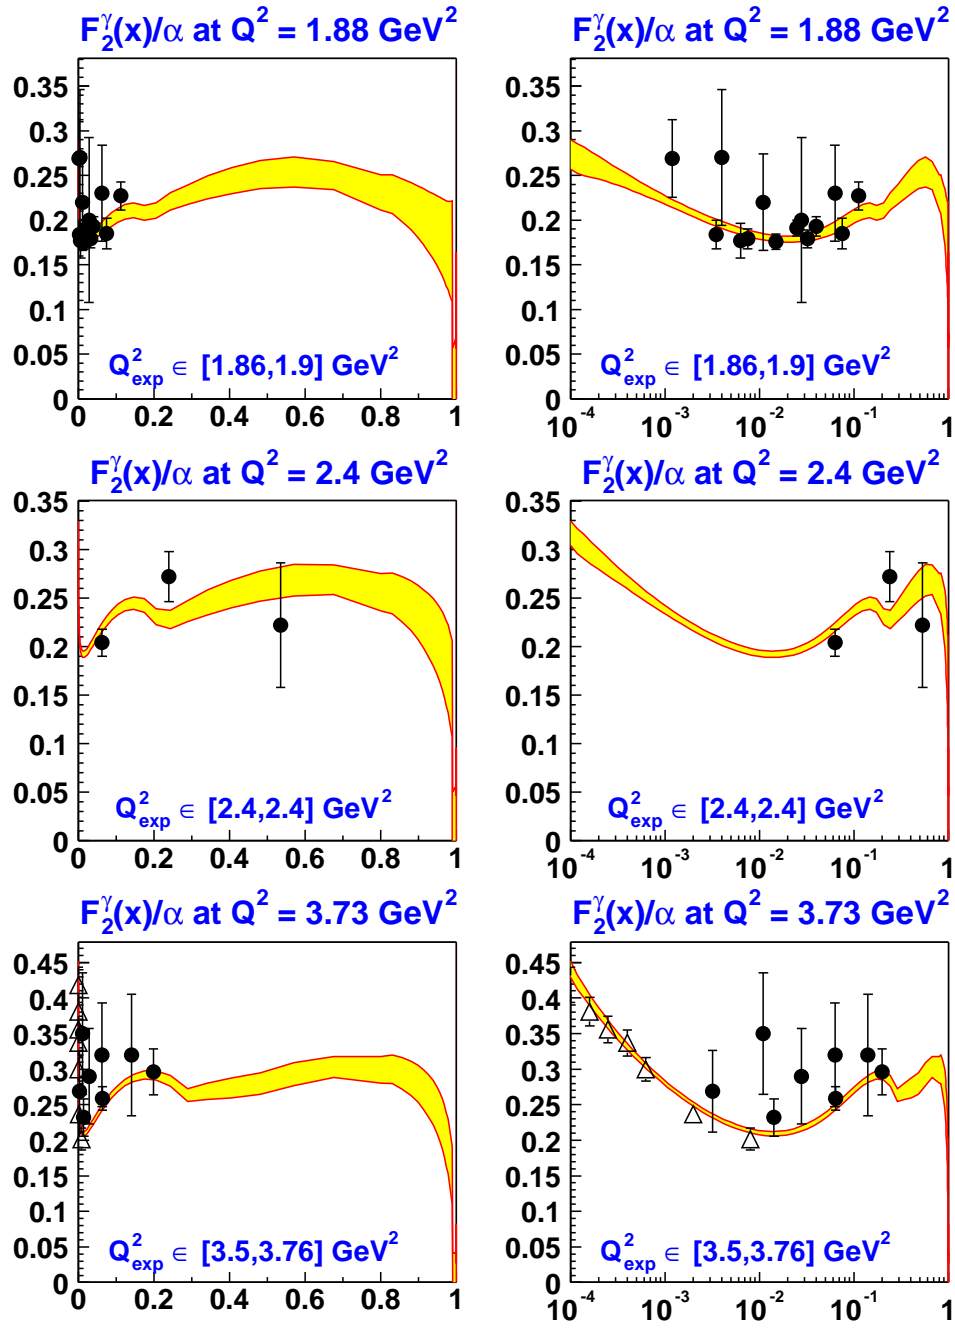 F₂^γ(x)/α at Q² = 1.88 GeV²
F₂^γ(x)/α at Q² = 1.88 GeV²
0.35
0.3
0.25
0.2
0.15
0.1
0.05
0
Q²_exp ∈ [1.86,1.9] GeV²
0 0.2 0.4 0.6 0.8 1
0.35
0.3
0.25
0.2
0.15
0.1
0.05
0
Q²_exp ∈ [1.86,1.9] GeV²
10⁻⁴ 10⁻³ 10⁻² 10⁻¹ 1
F₂^γ(x)/α at Q² = 2.4 GeV²
F₂^γ(x)/α at Q² = 2.4 GeV²
0.35
0.3
0.25
0.2
0.15
0.1
0.05
0
Q²_exp ∈ [2.4,2.4] GeV²
0 0.2 0.4 0.6 0.8 1
0.35
0.3
0.25
0.2
0.15
0.1
0.05
0
Q²_exp ∈ [2.4,2.4] GeV²
10⁻⁴ 10⁻³ 10⁻² 10⁻¹ 1
F₂^γ(x)/α at Q² = 3.73 GeV²
F₂^γ(x)/α at Q² = 3.73 GeV²
0.45
0.4
0.35
0.3
0.25
0.2
0.15
0.1
0.05
0
Q²_exp ∈ [3.5,3.76] GeV²
0 0.2 0.4 0.6 0.8 1
0.45
0.4
0.35
0.3
0.25
0.2
0.15
0.1
0.05
0
Q²_exp ∈ [3.5,3.76] GeV²
10⁻⁴ 10⁻³ 10⁻² 10⁻¹ 1